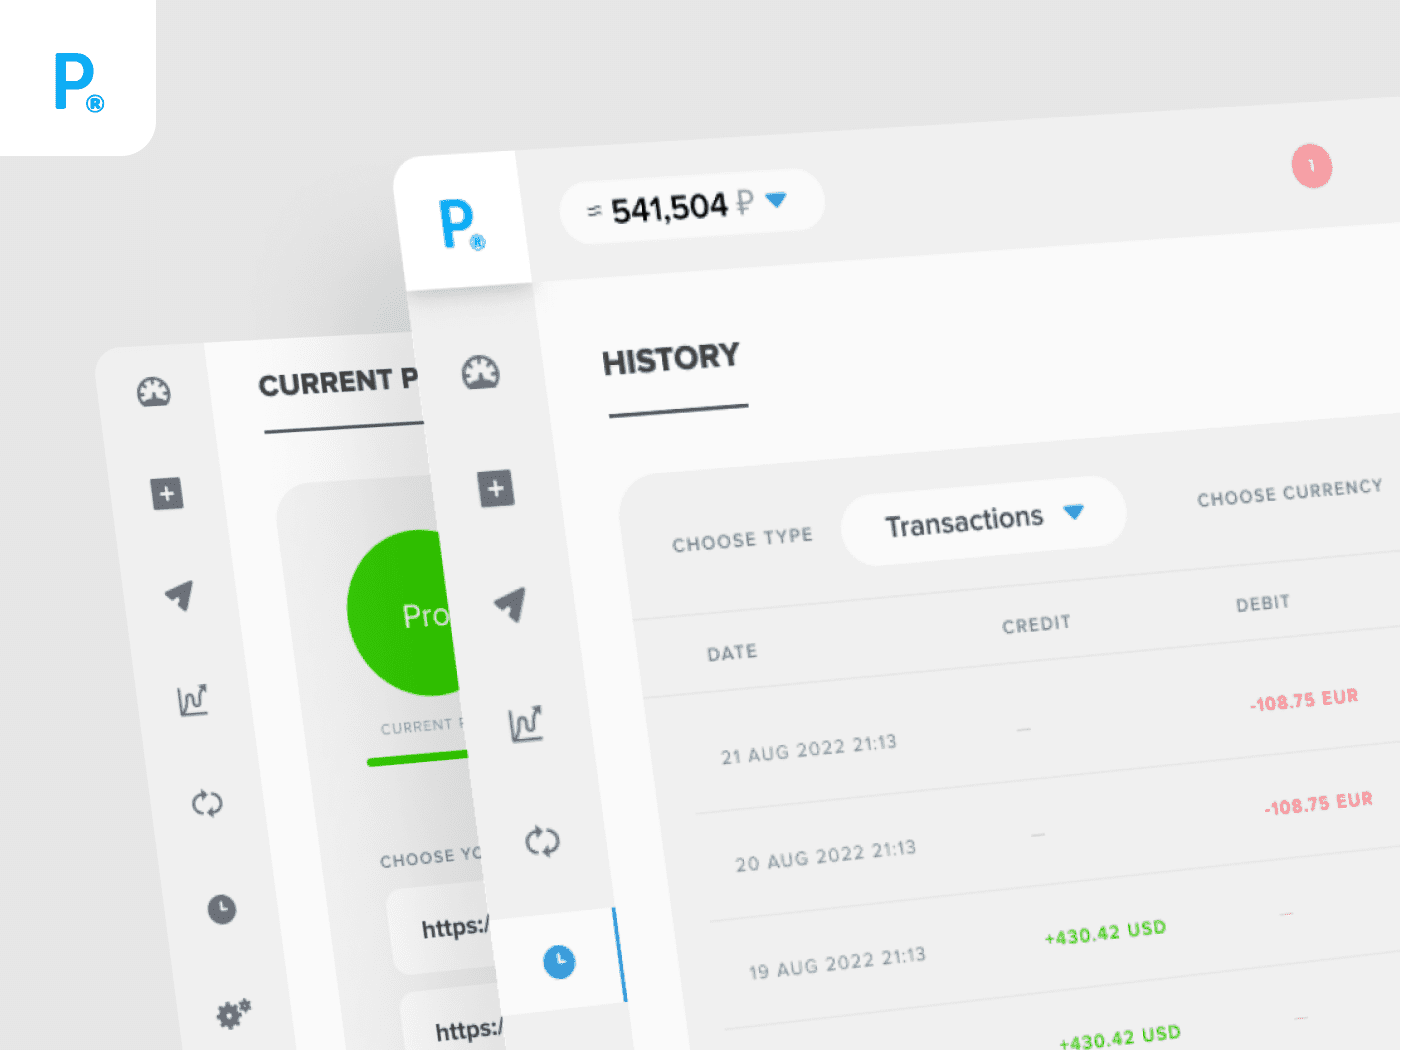 P®
P®
≈ 541,504 ₽
1
HISTORY
CURRENT P
CHOOSE TYPE
Transactions
CHOOSE CURRENCY
DATE
CREDIT
DEBIT
21 AUG 2022 21:13
—
-108.75 EUR
20 AUG 2022 21:13
—
-108.75 EUR
19 AUG 2022 21:13
+430.42 USD
—
+430.42 USD
—
Pro
CURRENT P
CHOOSE YO
https:/
https:/